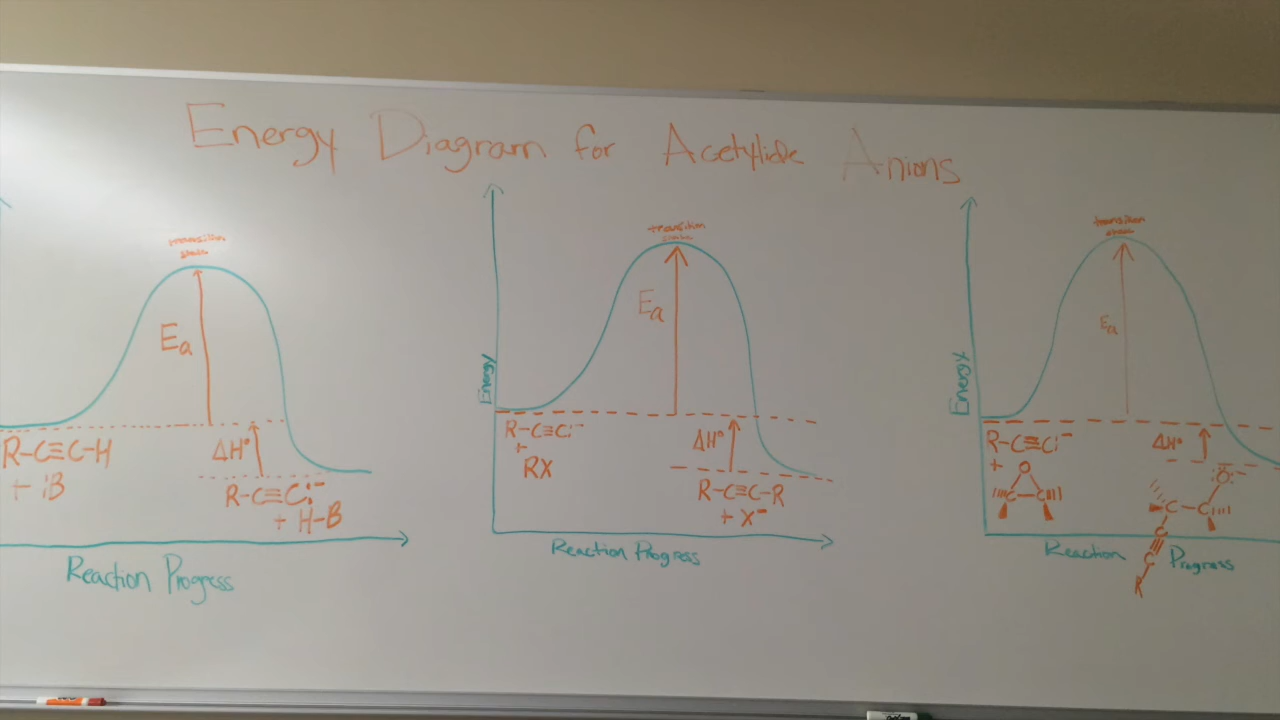 Energy Diagram for Acetylide Anions
transition
state
Ea
R-C≡C-H
+ :B
ΔH°
R-C≡C:⁻
+ H-B
Reaction Progress
Energy
transition
state
Ea
R-C≡C:⁻
+
RX
ΔH°
R-C≡C-R
+ X⁻
Reaction Progress
Energy
transition
state
Ea
R-C≡C:⁻
+
O
C-C
ΔH°
:Ö:⁻
C-C
C
≡
C
R
Reaction Progress